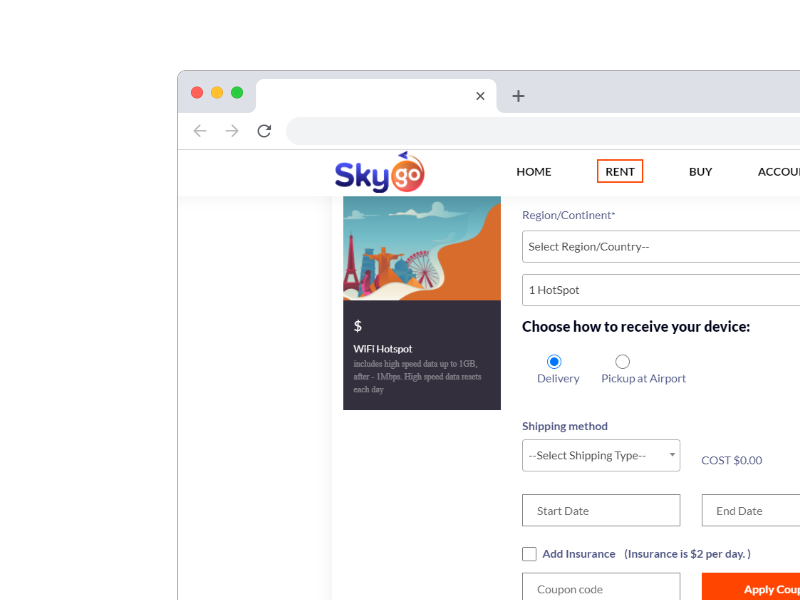 Sky go
HOME RENT BUY ACCOU
Region/Continent*
Select Region/Country--
1 HotSpot
$
WiFi Hotspot
includes high speed data up to 1GB,
after - 1Mbps. High speed data resets
each day
Choose how to receive your device:
Delivery Pickup at Airport
Shipping method
--Select Shipping Type-- COST $0.00
Start Date End Date
Add Insurance (Insurance is $2 per day. )
Coupon code Apply Coup